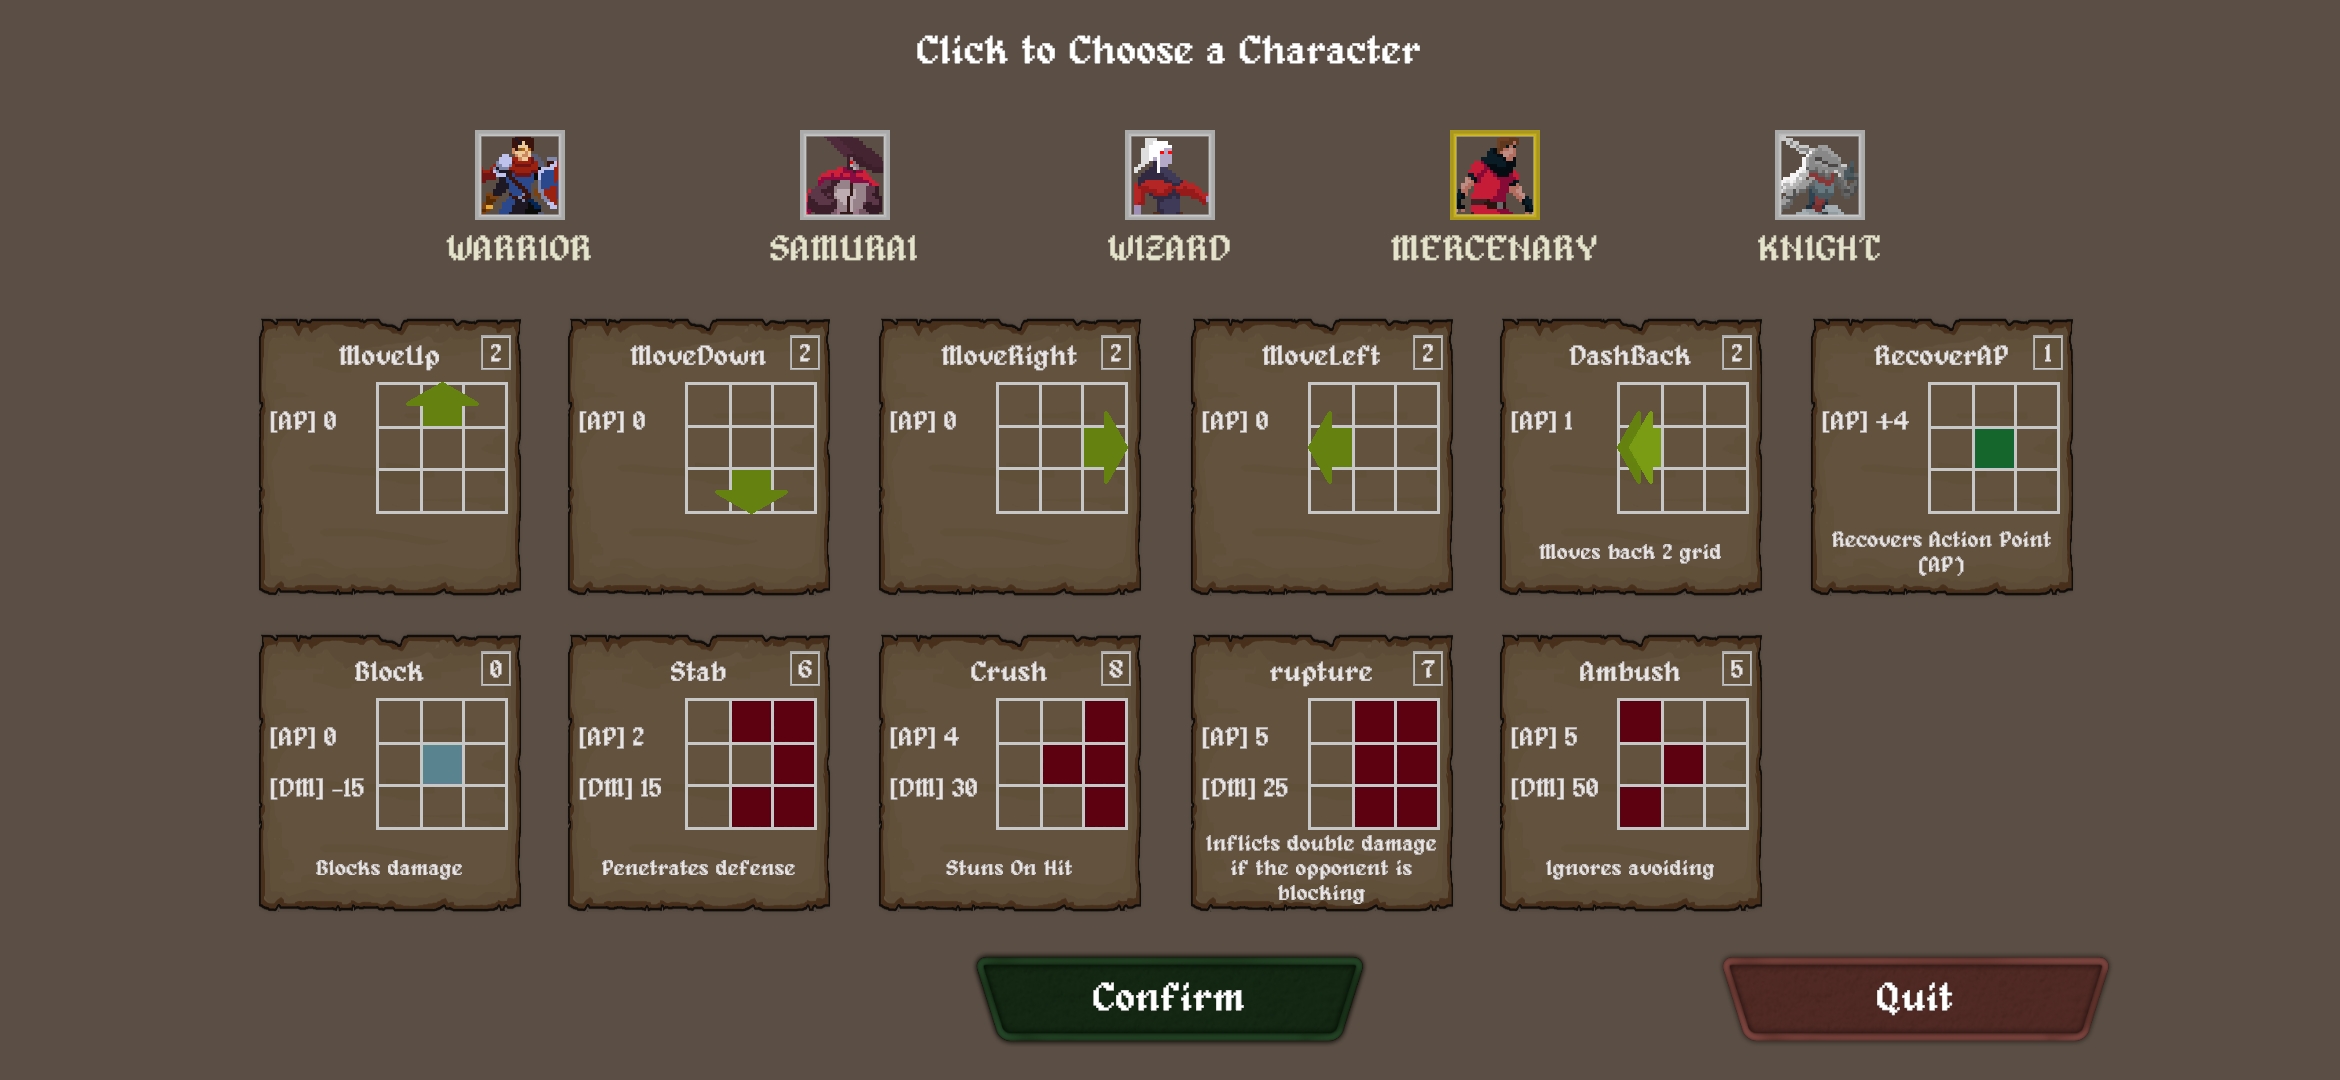 Click to Choose a Character
WARRIOR
SAMURAI
WIZARD
MERCENARY
KNIGHT
MoveUp 2
[AP] 0
MoveDown 2
[AP] 0
MoveRight 2
[AP] 0
MoveLeft 2
[AP] 0
DashBack 2
[AP] 1
Moves back 2 grid
RecoverAP 1
[AP] +4
Recovers Action Point
(AP)
Block 0
[AP] 0
[DM] -15
Blocks damage
Stab 6
[AP] 2
[DM] 15
Penetrates defense
Crush 8
[AP] 4
[DM] 30
Stuns On Hit
rupture 7
[AP] 5
[DM] 25
Inflicts double damage
if the opponent is
blocking
Ambush 5
[AP] 5
[DM] 50
Ignores avoiding
Confirm
Quit